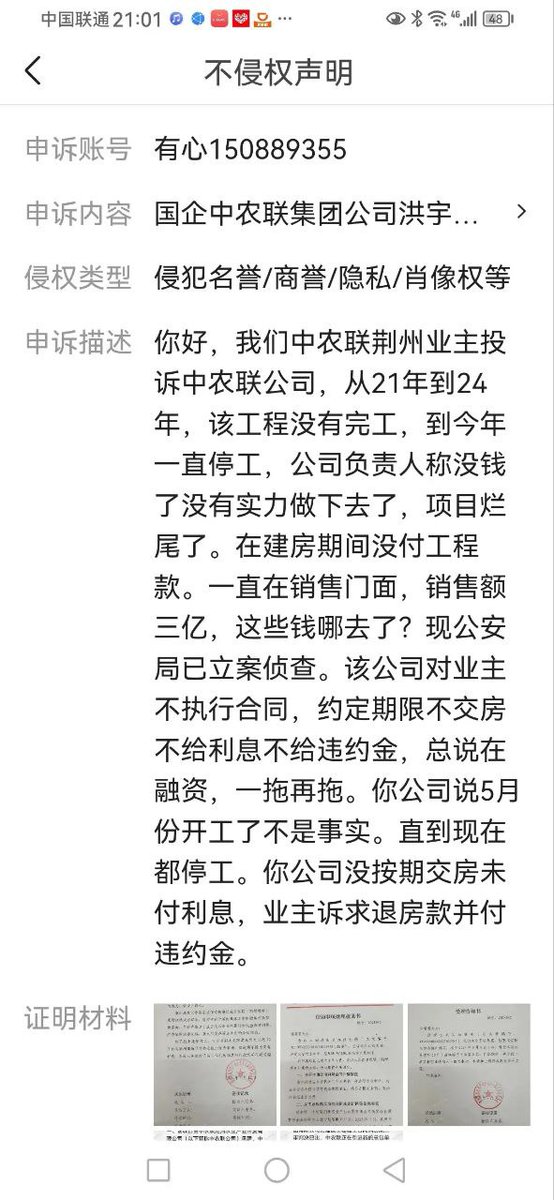 中国联通 21:01
4G
48
不侵权声明
申诉账号 有心150889355
申诉内容 国企中农联集团公司洪宇...
侵权类型 侵犯名誉/商誉/隐私/肖像权等
申诉描述 你好，我们中农联荆州业主投
诉中农联公司，从21年到24
年，该工程没有完工，到今年
一直停工，公司负责人称没钱
了没有实力做下去了，项目烂
尾了。在建房期间没付工程
款。一直在销售门面，销售额
三亿，这些钱哪去了？现公安
局已立案侦查。该公司对业主
不执行合同，约定期限不交房
不给利息不给违约金，总说在
融资，一拖再拖。你公司说5月
份开工了不是事实。直到现在
都停工。你公司没按期交房未
付利息，业主诉求退房款并付
违约金。
证明材料